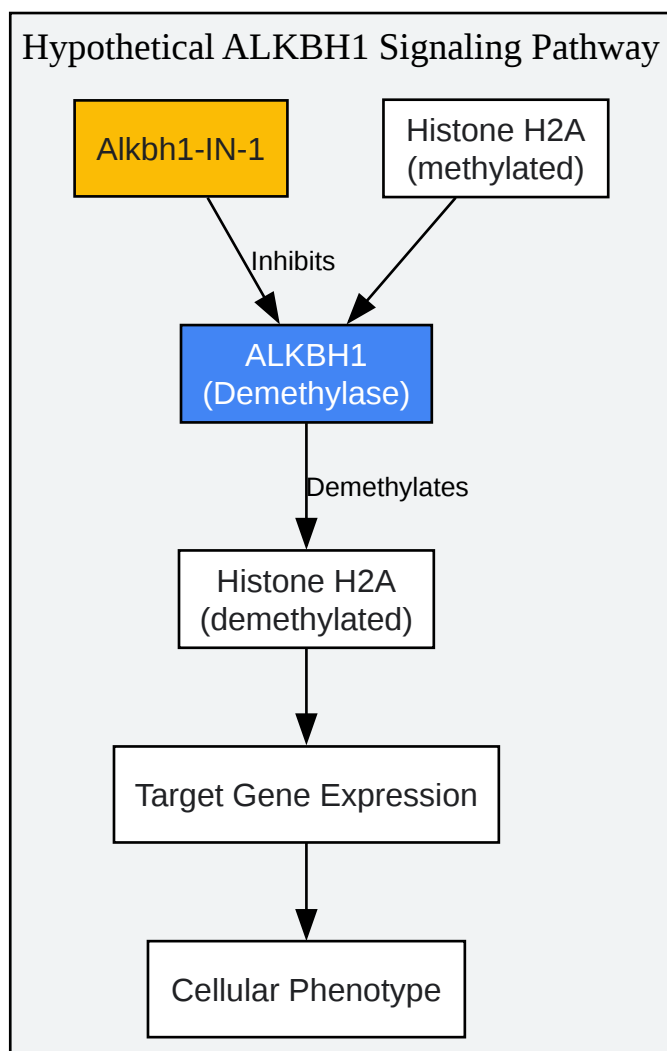 Hypothetical ALKBH1 Signaling Pathway
Alkbh1-IN-1
Histone H2A
(methylated)
Inhibits
ALKBH1
(Demethylase)
Demethylates
Histone H2A
(demethylated)
Target Gene Expression
Cellular Phenotype